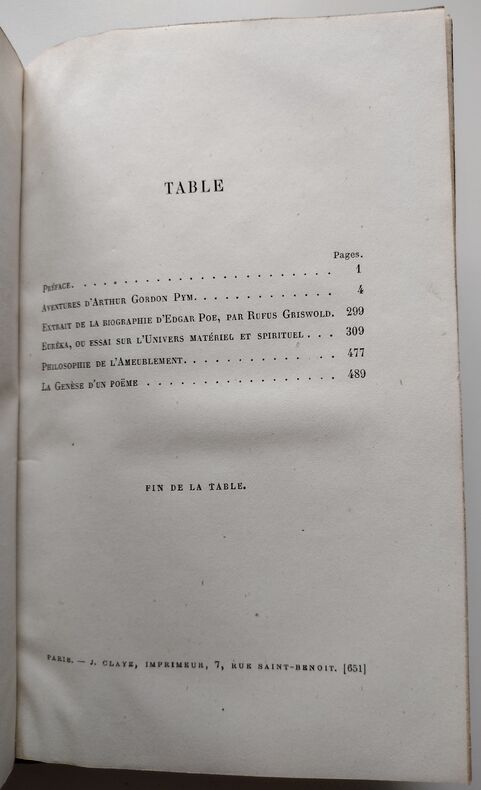 TABLE
Pages.
Préface. . . . . . . . . . . . . . . . . . . . . . . . . . 1
Aventures d'Arthur Gordon Pym. . . . . . . . . . . . 4
Extrait de la biographie d'Edgar Poe, par Rufus Griswold. 299
Eurêka, ou essai sur l'Univers matériel et spirituel . . . 309
Philosophie de l'Ameublement. . . . . . . . . . . . . 477
La Genèse d'un poëme . . . . . . . . . . . . . . . . 489
FIN DE LA TABLE.
PARIS. — J. CLAYE, IMPRIMEUR, 7, RUE SAINT-BENOIT. [651]